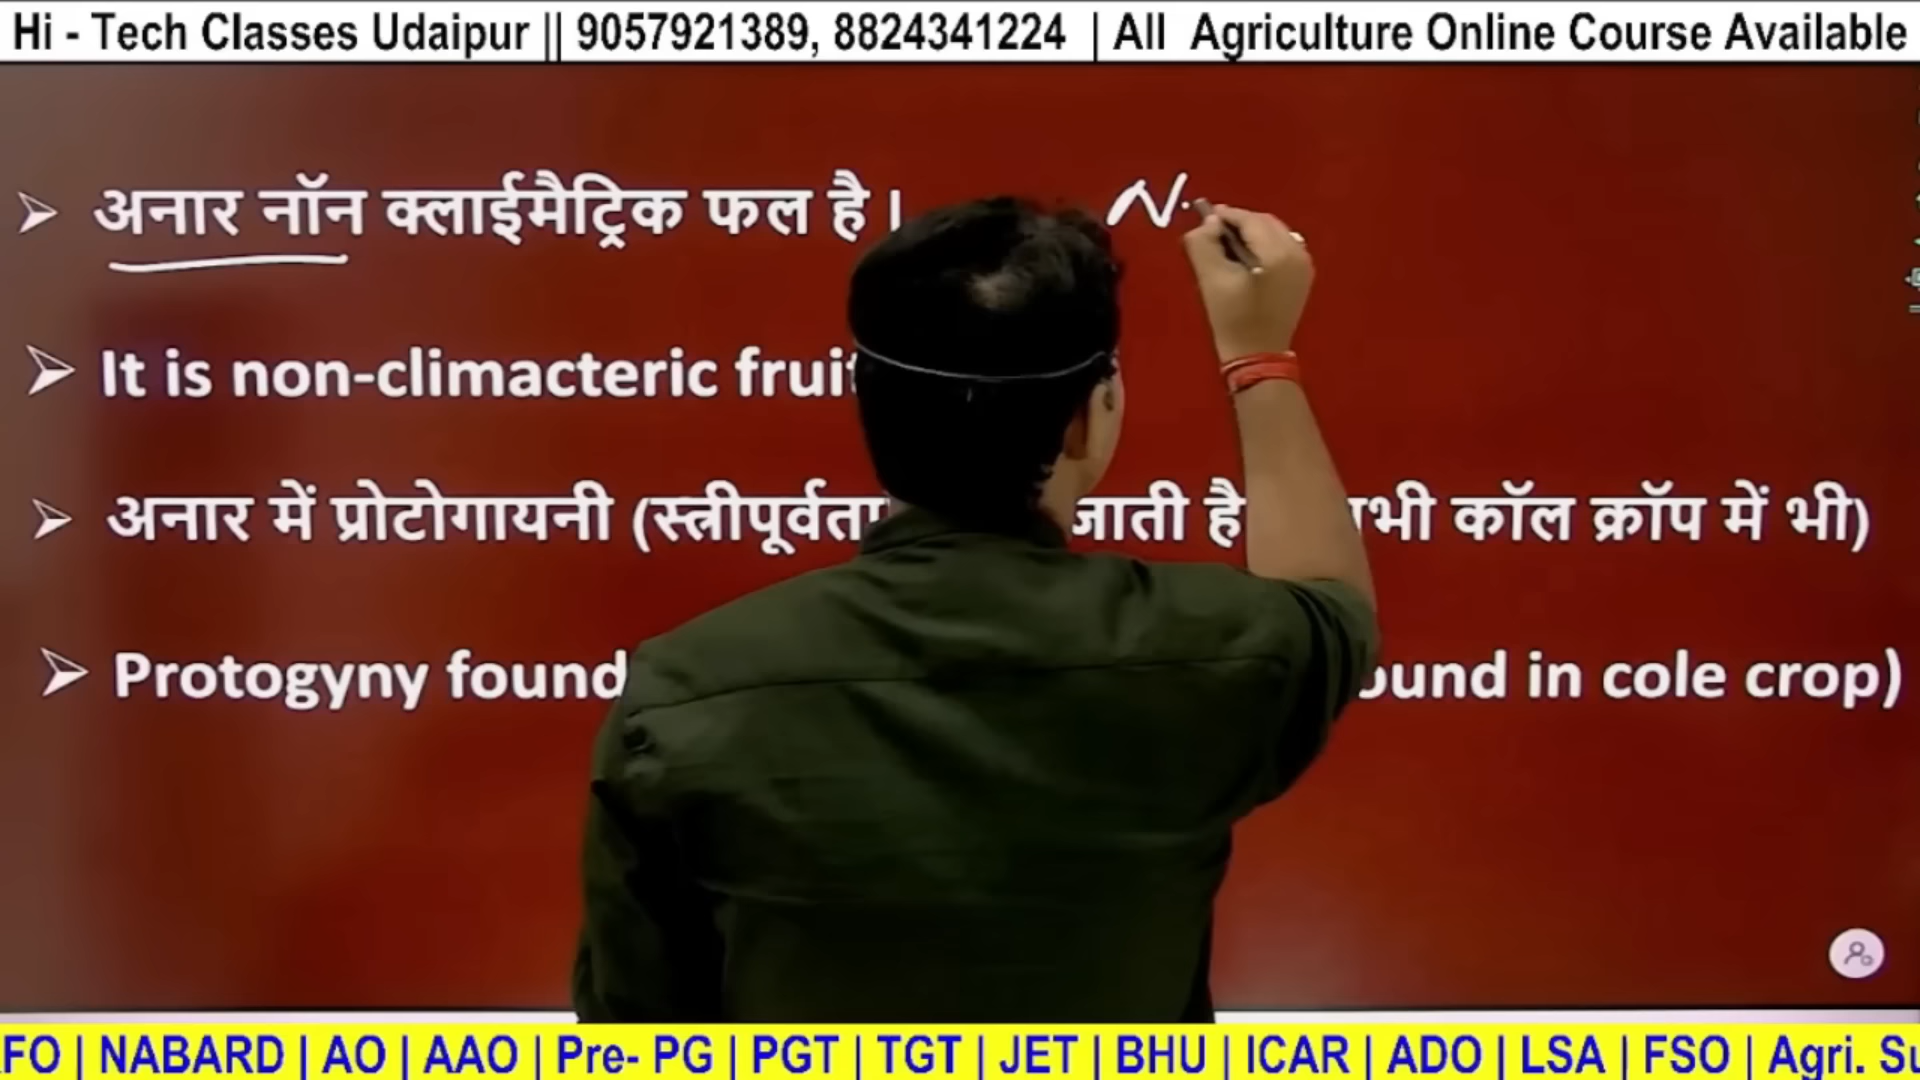 Hi - Tech Classes Udaipur || 9057921389, 8824341224 | All Agriculture Online Course Available
➢ अनार नॉन क्लाईमैट्रिक फल है। N.
➢ It is non-climacteric fruit
➢ अनार में प्रोटोगायनी (स्त्रीपूर्वता जाती है भी कॉल क्रॉप में भी)
➢ Protogyny found ound in cole crop)
FO | NABARD | AO | AAO | Pre- PG | PGT | TGT | JET | BHU | ICAR | ADO | LSA | FSO | Agri. Su